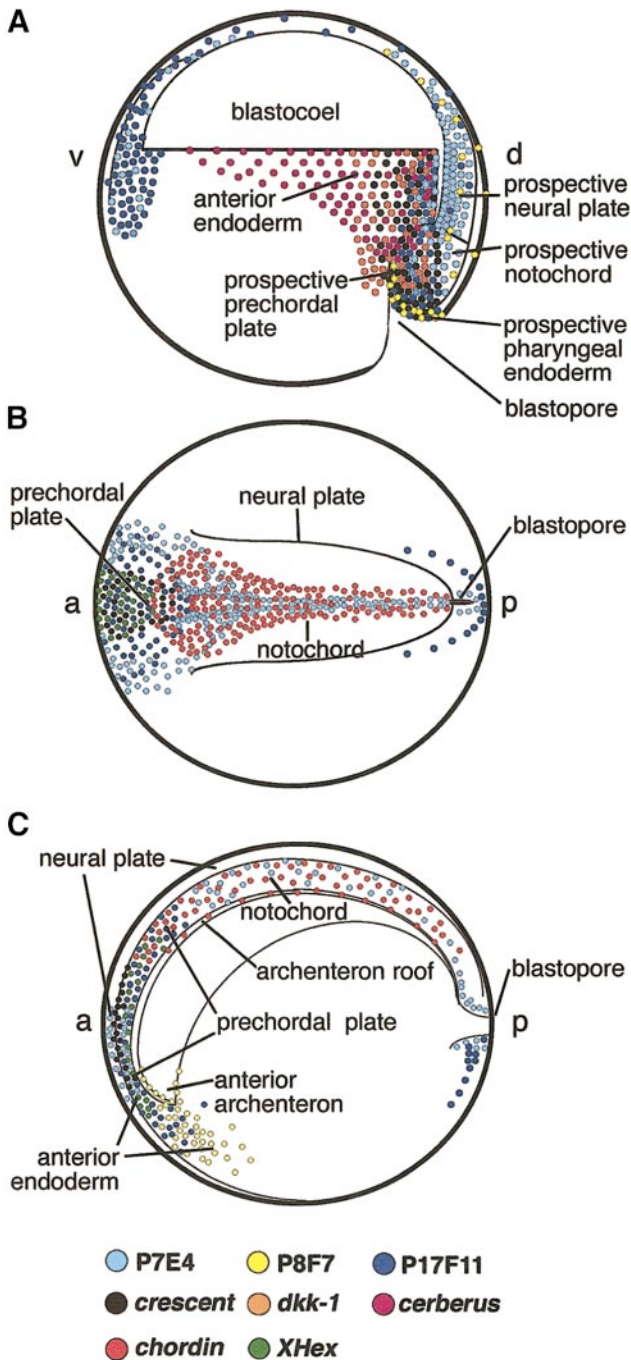 A
blastocoel
v
d
anterior
endoderm
prospective
neural plate
prospective
notochord
prospective
prechordal
plate
prospective
pharyngeal
endoderm
blastopore
B
prechordal
plate
neural plate
blastopore
a
p
notochord
C
neural plate
notochord
archenteron roof
blastopore
a
p
prechordal plate
anterior
archenteron
anterior
endoderm
P7E4 P8F7 P17F11
crescent dkk-1 cerberus
chordin XHex